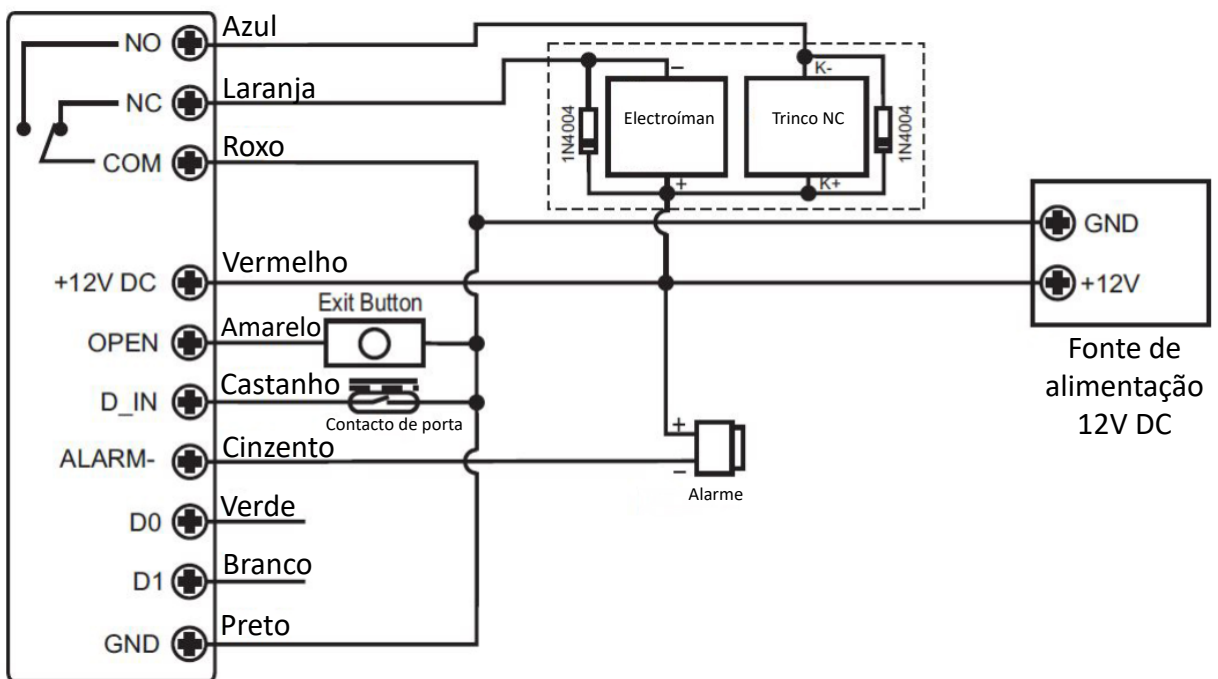 NO Azul
NC Laranja
COM Roxo
+12V DC Vermelho
OPEN Amarelo
Exit Button
D_IN Castanho
Contacto de porta
ALARM- Cinzento
D0 Verde
D1 Branco
GND Preto
1N4004
–
Electroíman
+
K-
Trinco NC
K+
1N4004
GND
+12V
Fonte de
alimentação
12V DC
+
–
Alarme